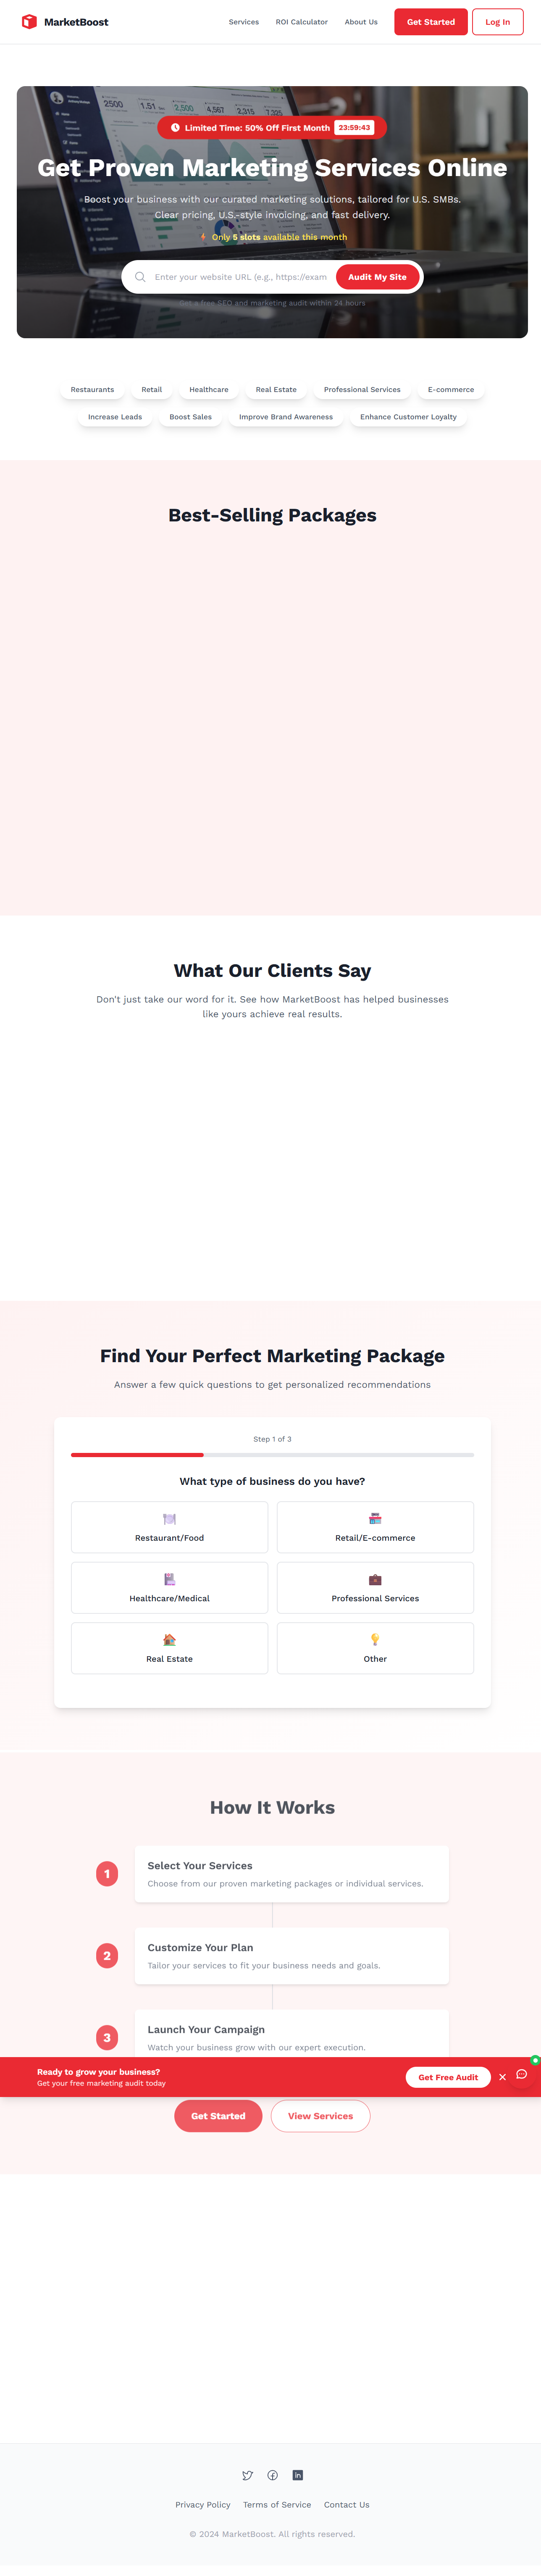 MarketBoost
Services
ROI Calculator
About Us
Get Started
Log In
Limited Time: 50% Off First Month 23:59:43
Get Proven Marketing Services Online
Boost your business with our curated marketing solutions, tailored for U.S. SMBs.
Clear pricing, U.S.-style invoicing, and fast delivery.
Only 5 slots available this month
Enter your website URL (e.g., https://exam
Audit My Site
Get a free SEO and marketing audit within 24 hours
Restaurants
Retail
Healthcare
Real Estate
Professional Services
E-commerce
Increase Leads
Boost Sales
Improve Brand Awareness
Enhance Customer Loyalty
Best-Selling Packages
What Our Clients Say
Don't just take our word for it. See how MarketBoost has helped businesses
like yours achieve real results.
Find Your Perfect Marketing Package
Answer a few quick questions to get personalized recommendations
Step 1 of 3
What type of business do you have?
Restaurant/Food
Retail/E-commerce
Healthcare/Medical
Professional Services
Real Estate
Other
How It Works
1
Select Your Services
Choose from our proven marketing packages or individual services.
2
Customize Your Plan
Tailor your services to fit your business needs and goals.
3
Launch Your Campaign
Watch your business grow with our expert execution.
Ready to grow your business?
Get your free marketing audit today
Get Free Audit
Get Started
View Services
Privacy Policy
Terms of Service
Contact Us
© 2024 MarketBoost. All rights reserved.